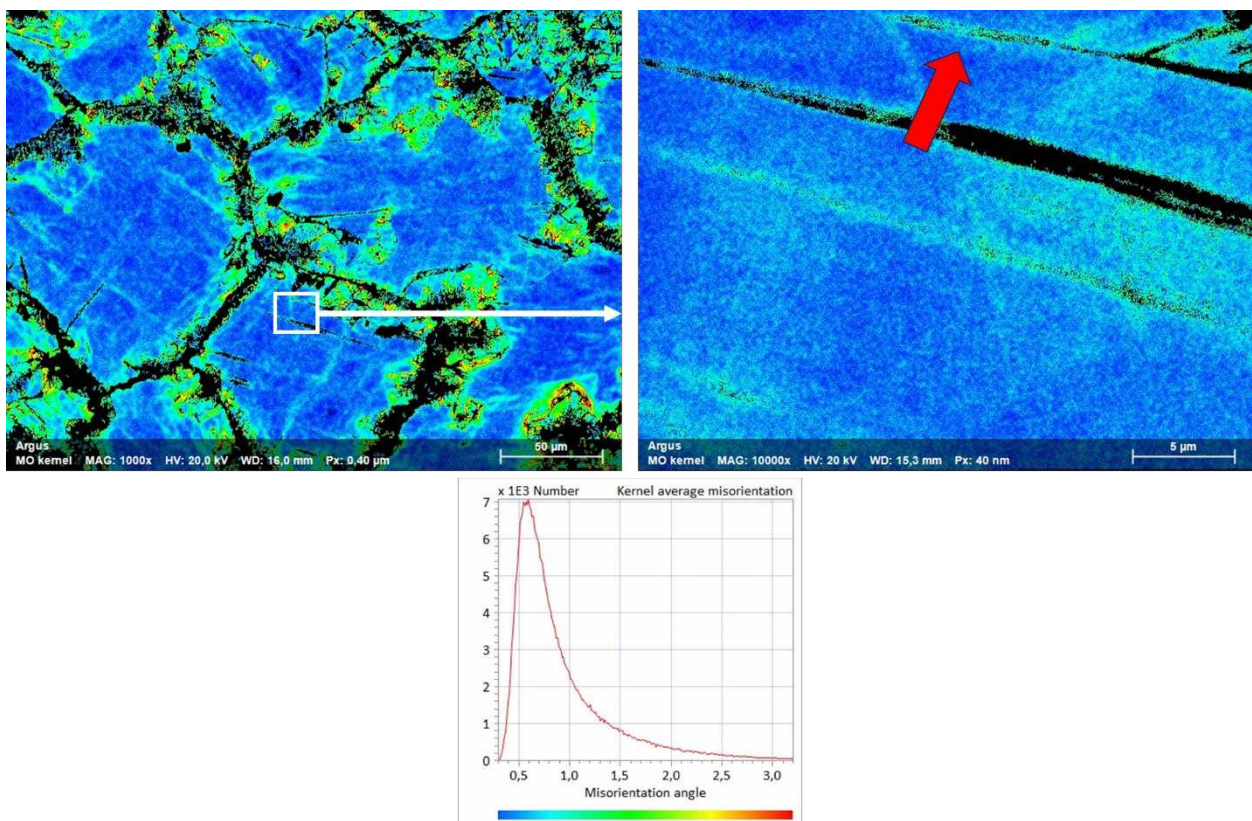 Argus
MO kernel MAG: 1000x HV: 20,0 kV WD: 16,0 mm Px: 0,40 µm
50 µm
Argus
MO kernel MAG: 10000x HV: 20 kV WD: 15,3 mm Px: 40 nm
5 µm
x 1E3 Number Kernel average misorientation
7
6
5
4
3
2
1
0
0,5 1,0 1,5 2,0 2,5 3,0
Misorientation angle